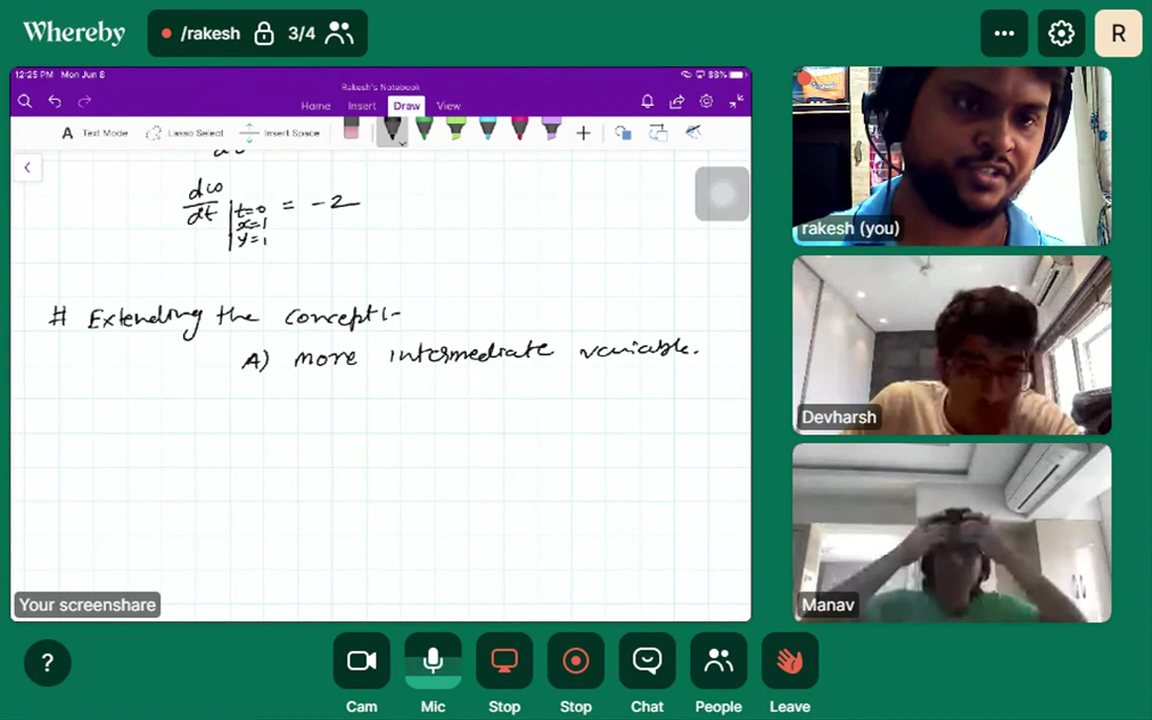 Whereby
/rakesh 3/4
R
12:25 PM Mon Jun 8
88%
Rakesh's Notebook
Home Insert Draw View
A Text Mode Lasso Select Insert Space
dω
dt | t=0 = -2
x=1
y=1
# Extending the concept:-
A) more intermediate variable.
Your screenshare
rakesh (you)
Devharsh
Manav
?
Cam Mic Stop Stop Chat People Leave